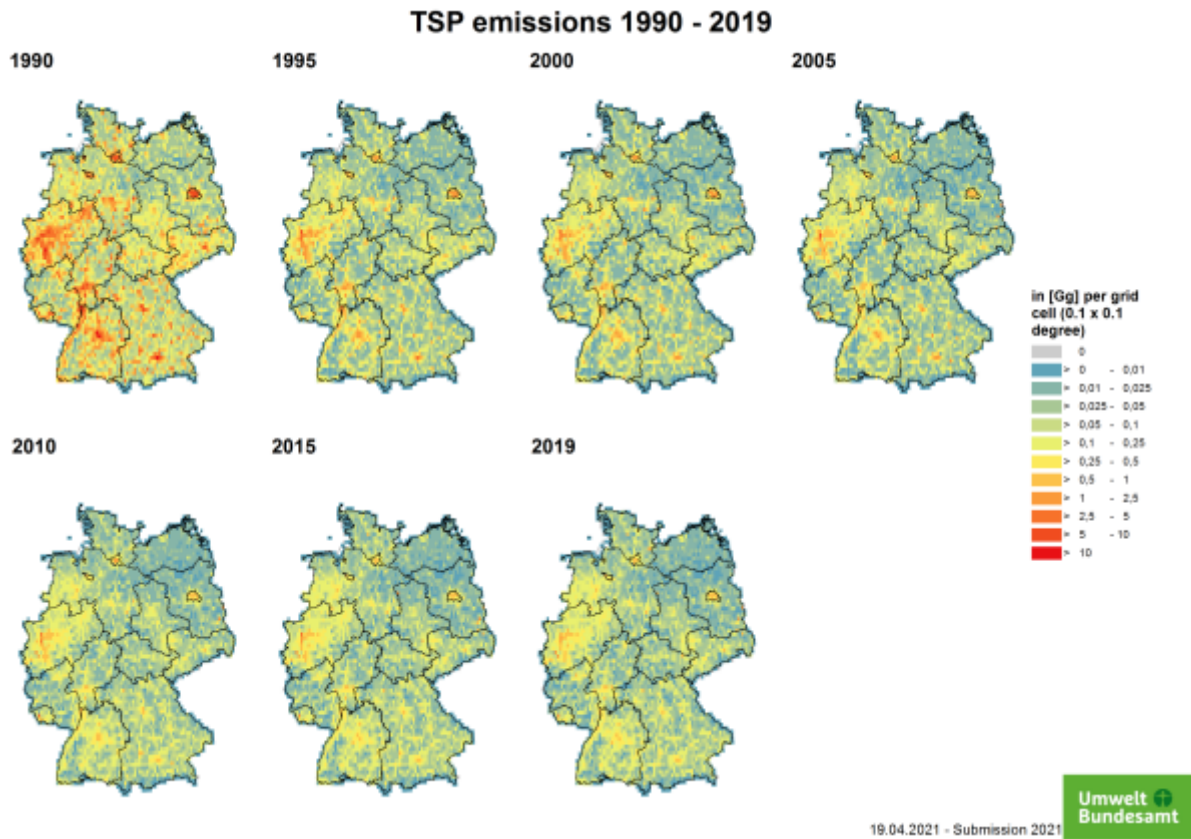 TSP emissions 1990 - 2019
1990
1995
2000
2005
in [Gg] per grid
cell (0.1 x 0.1
degree)
0
> 0 - 0,01
> 0,01 - 0,025
> 0,025 - 0,05
> 0,05 - 0,1
> 0,1 - 0,25
> 0,25 - 0,5
> 0,5 - 1
> 1 - 2,5
> 2,5 - 5
> 5 - 10
> 10
2010
2015
2019
Umwelt
Bundesamt
19.04.2021 - Submission 2021